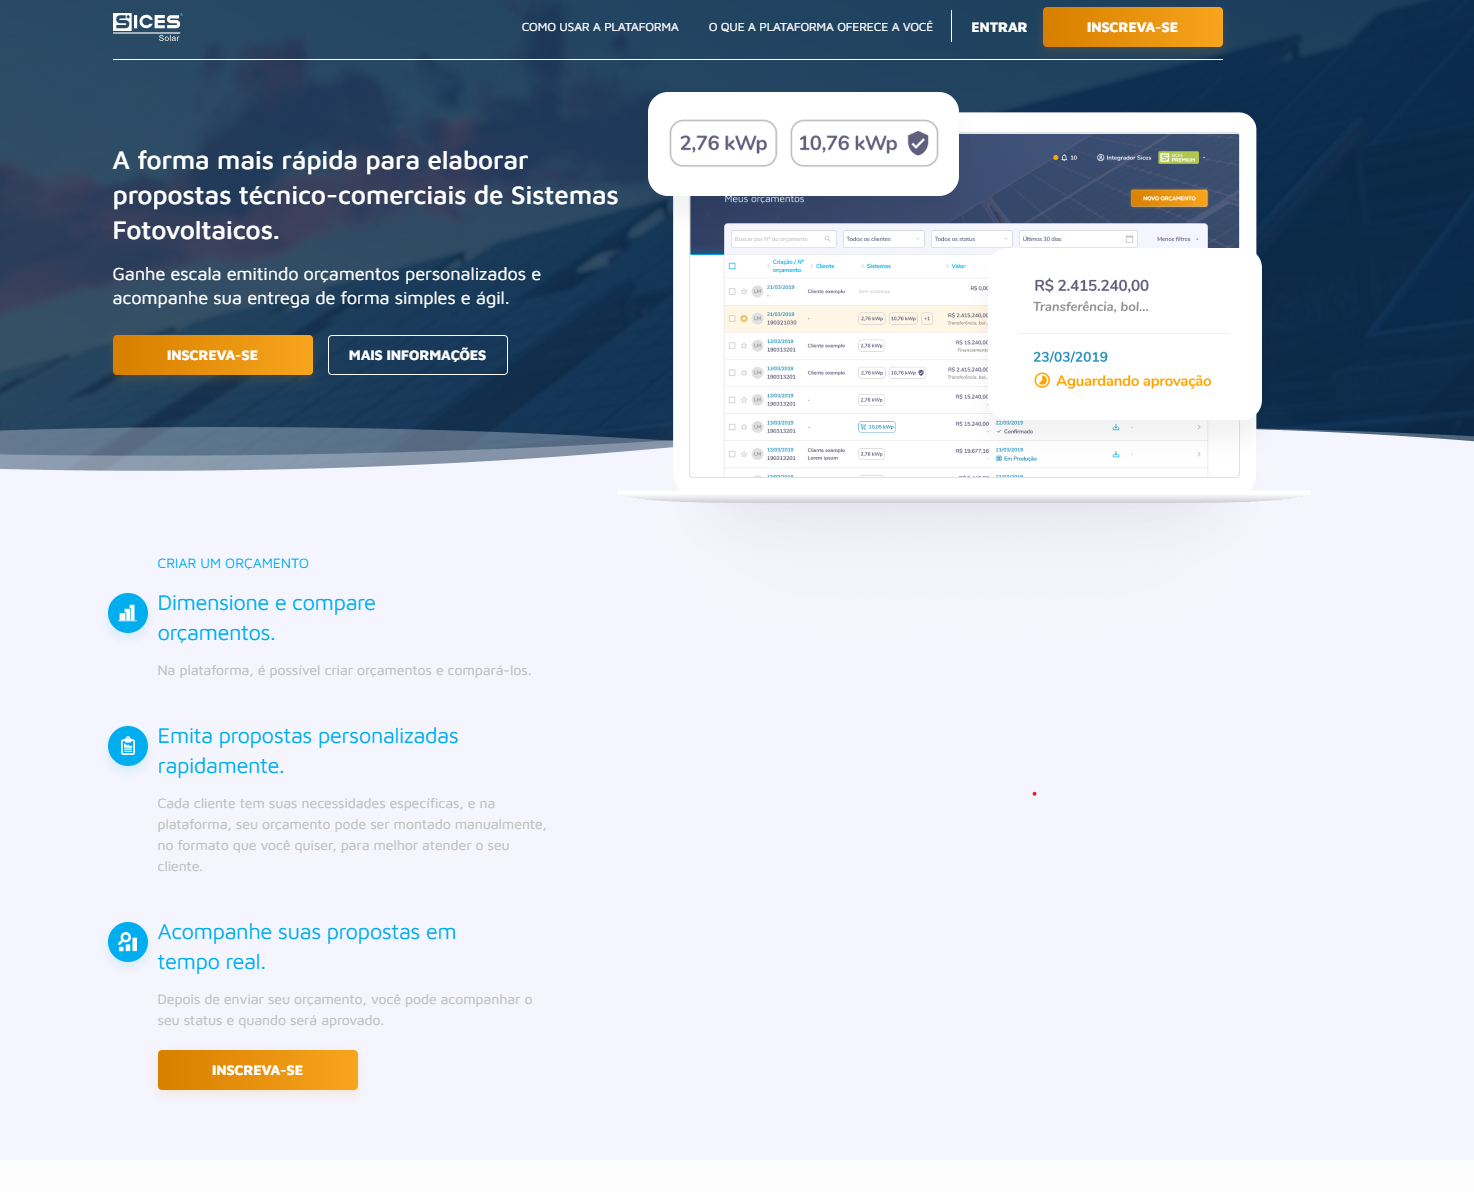 SICES
Solar
COMO USAR A PLATAFORMA
O QUE A PLATAFORMA OFERECE A VOCÊ
ENTRAR
INSCREVA-SE
A forma mais rápida para elaborar
propostas técnico-comerciais de Sistemas
Fotovoltaicos.
Ganhe escala emitindo orçamentos personalizados e
acompanhe sua entrega de forma simples e ágil.
INSCREVA-SE
MAIS INFORMAÇÕES
2,76 kWp
10,76 kWp
10
Integrador Sices
SICES
PREMIUM
Meus orçamentos
NOVO ORÇAMENTO
Buscar por Nº do orçamento
Todos os clientes
Todos os status
Últimos 30 dias
Menos filtros
Criação / Nº
orçamento
Cliente
Sistemas
Valor
LM 21/03/2019 Cliente exemplo Sem sistemas R$ 0,00
-
LM 21/03/2019 - 2,76 kWp 10,76 kWp +1 R$ 2.415.240,00
190321030 Transferência, bol...
LM 13/03/2019 Cliente exemplo 2,76 kWp R$ 15.240,00
190313201 Financiamento
LM 13/03/2019 Cliente exemplo 2,76 kWp 10,76 kWp R$ 2.415.240,00
190313201 Transferência, bol...
LM 13/03/2019 - 2,76 kWp R$ 15.240,00
190313201
LM 13/03/2019 - 10,05 kWp R$ 15.240,00 22/03/2019
190313201 - Confirmado
LM 13/03/2019 Cliente exemplo 2,76 kWp R$ 19.677,16 21/03/2019
190313201 Lorem ipsum - Em Produção
R$ 2.415.240,00
Transferência, bol...
23/03/2019
Aguardando aprovação
CRIAR UM ORÇAMENTO
Dimensione e compare
orçamentos.
Na plataforma, é possível criar orçamentos e compará-los.
Emita propostas personalizadas
rapidamente.
Cada cliente tem suas necessidades específicas, e na
plataforma, seu orçamento pode ser montado manualmente,
no formato que você quiser, para melhor atender o seu
cliente.
Acompanhe suas propostas em
tempo real.
Depois de enviar seu orçamento, você pode acompanhar o
seu status e quando será aprovado.
INSCREVA-SE